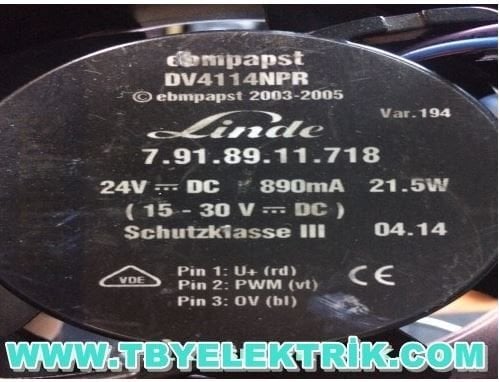 ebmpapst
DV4114NPR
© ebmpapst 2003-2005
Var.194
Linde
7.91.89.11.718
24V ⎓ DC 890mA 21.5W
( 15 - 30 V ⎓ DC )
Schutzklasse III 04.14
VDE Pin 1: U+ (rd) CE
Pin 2: PWM (vt)
Pin 3: 0V (bl)
WWW.TBYELEKTRİK.COM